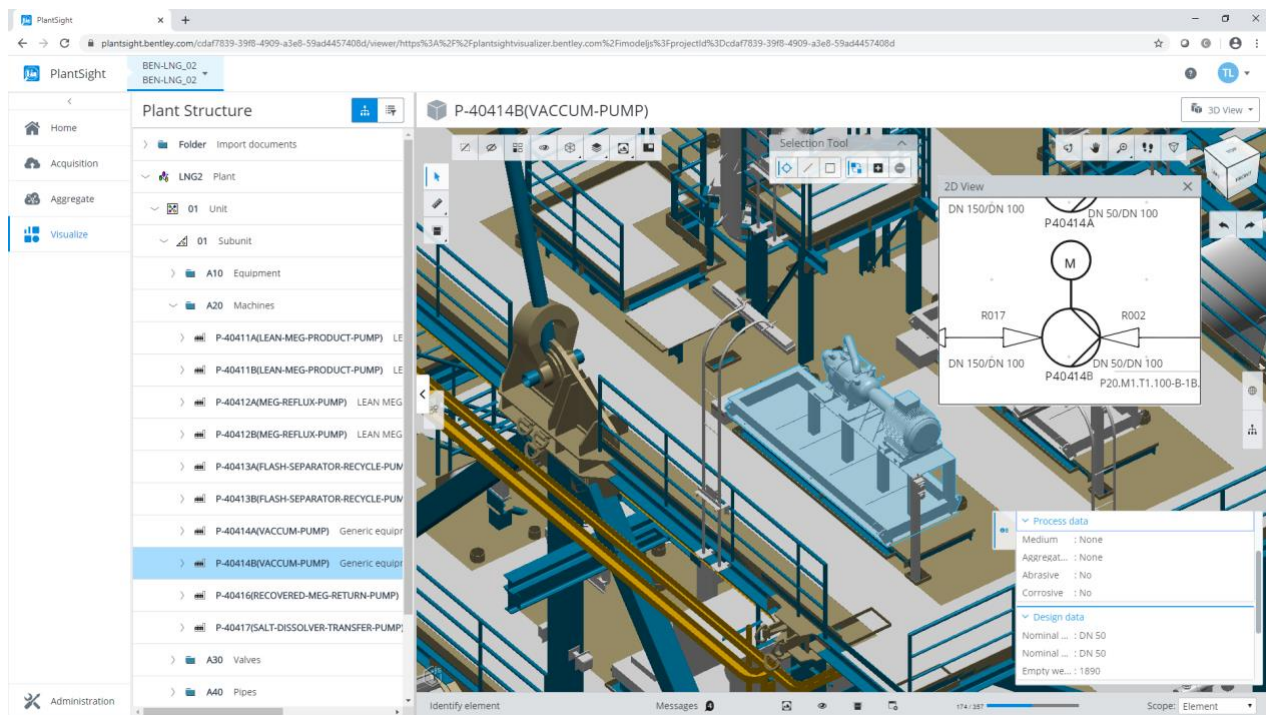 PlantSight
plantsight.bentley.com/cdaf7839-39f8-4909-a3e8-59ad4457408d/viewer/https%3A%2F%2Fplantsightvisualizer.bentley.com%2Fimodeljs%3FprojectId%3Dcdaf7839-39f8-4909-a3e8-59ad4457408d
PlantSight
BEN-LNG_02
BEN-LNG_02
TL
Home
Acquisition
Aggregate
Visualize
Administration
Plant Structure
Folder Import documents
LNG2 Plant
01 Unit
01 Subunit
A10 Equipment
A20 Machines
P-40411A(LEAN-MEG-PRODUCT-PUMP) LE
P-40411B(LEAN-MEG-PRODUCT-PUMP) LE
P-40412A(MEG-REFLUX-PUMP) LEAN MEG
P-40412B(MEG-REFLUX-PUMP) LEAN MEG
P-40413A(FLASH-SEPARATOR-RECYCLE-PUM
P-40413B(FLASH-SEPARATOR-RECYCLE-PUM
P-40414A(VACCUM-PUMP) Generic equipr
P-40414B(VACCUM-PUMP) Generic equipr
P-40416(RECOVERED-MEG-RETURN-PUMP)
P-40417(SALT-DISSOLVER-TRANSFER-PUMP)
A30 Valves
A40 Pipes
P-40414B(VACCUM-PUMP)
3D View
Selection Tool
TOP
FRONT
2D View
DN 150/DN 100
DN 50/DN 100
P40414A
M
R017
R002
DN 150/DN 100
DN 50/DN 100
P40414B
P20.M1.T1.100-B-1B.
Process data
Medium : None
Aggregat... : None
Abrasive : No
Corrosive : No
Design data
Nominal ... : DN 50
Nominal ... : DN 50
Empty we... : 1890
Identify element
Messages
174 / 387
Scope: Element